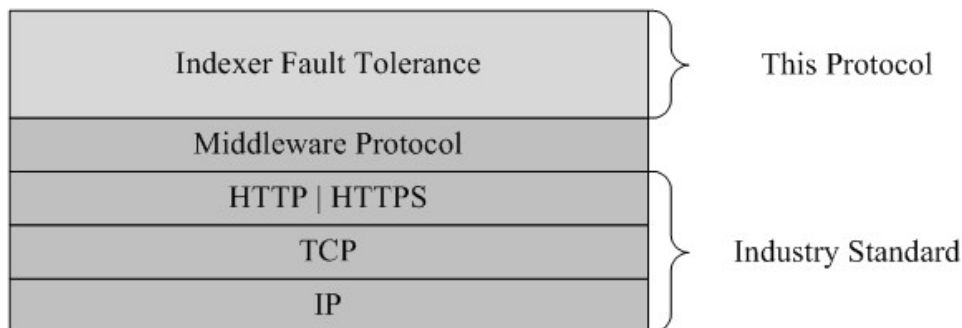 Indexer Fault Tolerance
This Protocol
Middleware Protocol
HTTP | HTTPS
TCP
Industry Standard
IP